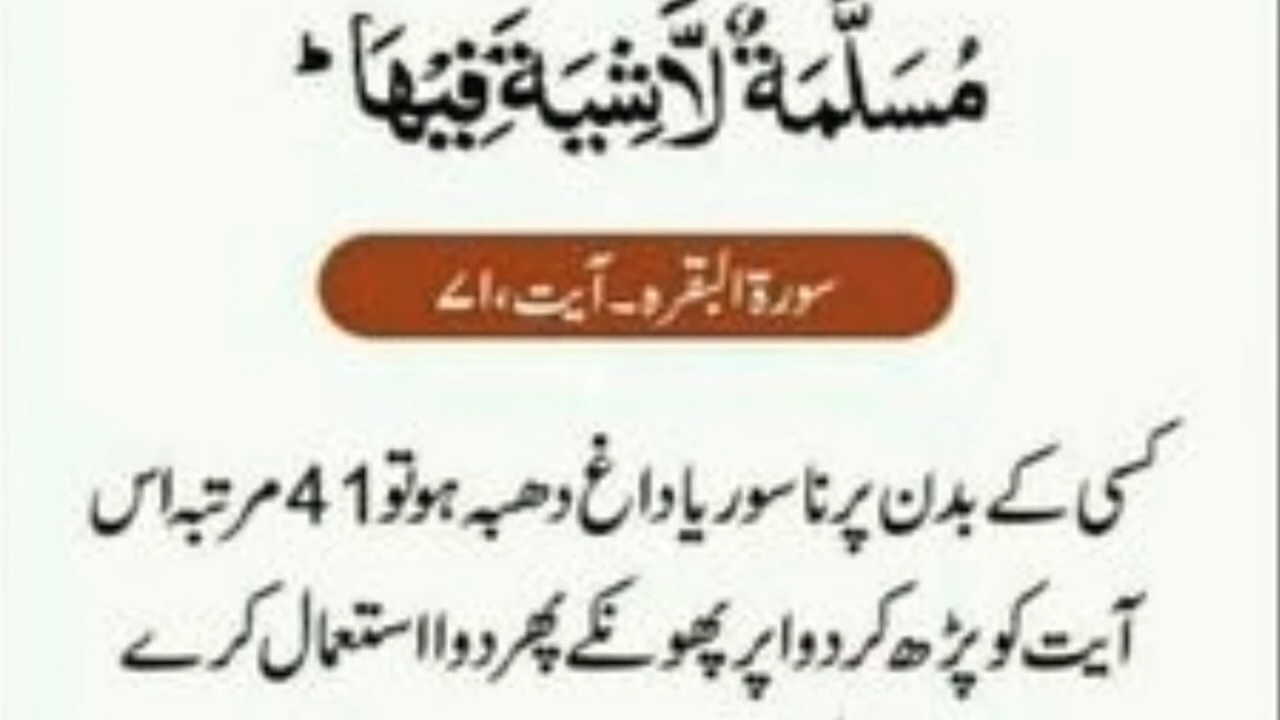 مُسَلَّمَةٌ لَّا شِيَةَ فِيْهَا ؕ
سورۃ البقرہ۔ آیت، ۷۱
کسی کے بدن پر ناسور یا داغ دھبہ ہو تو 41 مرتبہ اس
آیت کو پڑھ کر دوا پر پھونکے پھر دوا استعمال کرے